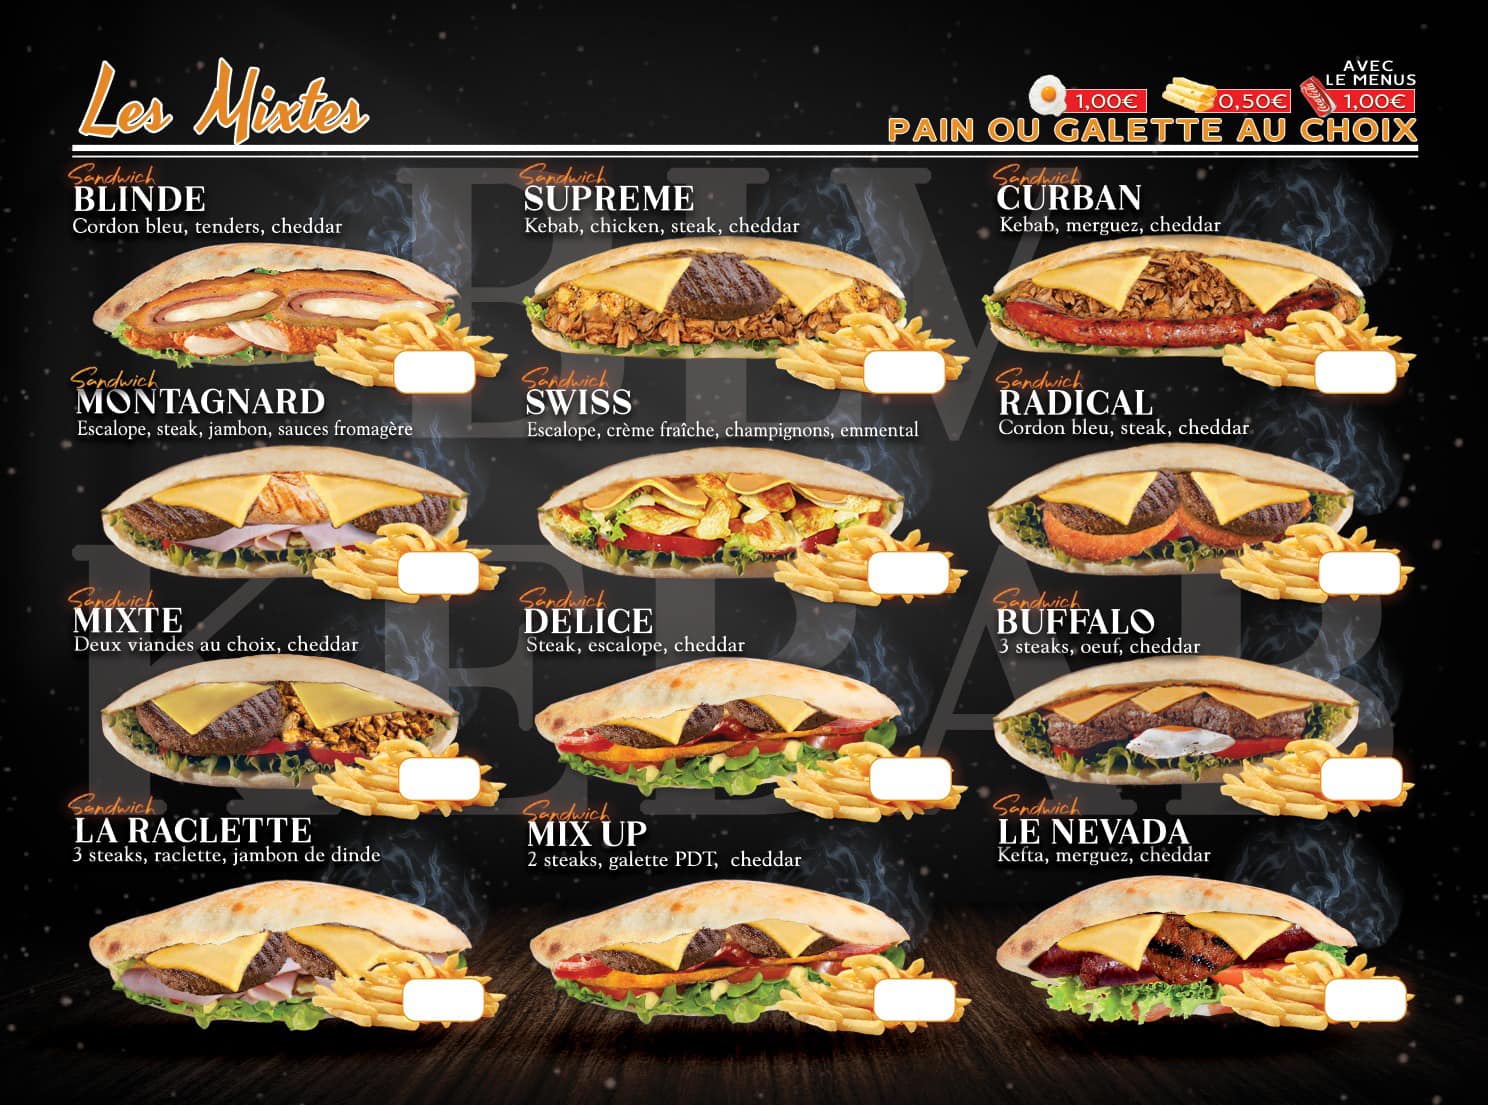 Les Mixtes
AVEC
LE MENUS
1,00€
0,50€
1,00€
PAIN OU GALETTE AU CHOIX
BLV
KEBAB
Sandwich
BLINDE
Cordon bleu, tenders, cheddar
Sandwich
SUPREME
Kebab, chicken, steak, cheddar
Sandwich
CURBAN
Kebab, merguez, cheddar
Sandwich
MONTAGNARD
Escalope, steak, jambon, sauces fromagère
Sandwich
SWISS
Escalope, crème fraîche, champignons, emmental
Sandwich
RADICAL
Cordon bleu, steak, cheddar
Sandwich
MIXTE
Deux viandes au choix, cheddar
Sandwich
DELICE
Steak, escalope, cheddar
Sandwich
BUFFALO
3 steaks, oeuf, cheddar
Sandwich
LA RACLETTE
3 steaks, raclette, jambon de dinde
Sandwich
MIX UP
2 steaks, galette PDT, cheddar
Sandwich
LE NEVADA
Kefta, merguez, cheddar